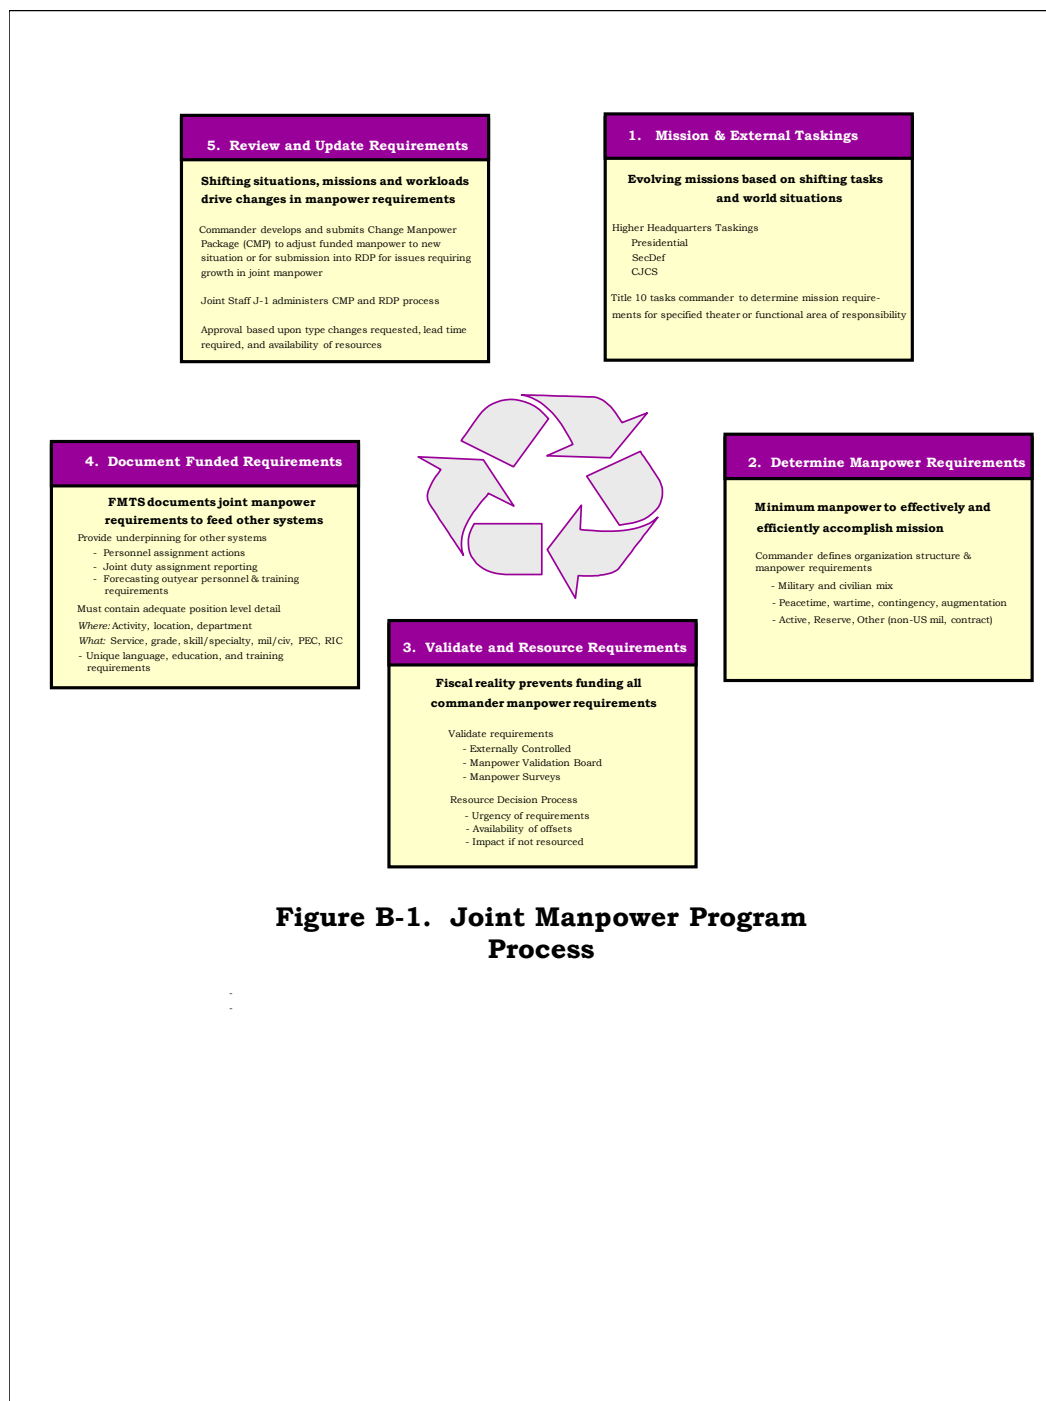 5. Review and Update Requirements
Shifting situations, missions and workloads
drive changes in manpower requirements
Commander develops and submits Change Manpower
Package (CMP) to adjust funded manpower to new
situation or for submission into RDP for issues requiring
growth in joint manpower
Joint Staff J-1 administers CMP and RDP process
Approval based upon type changes requested, lead time
required, and availability of resources
1. Mission & External Taskings
Evolving missions based on shifting tasks
and world situations
Higher Headquarters Taskings
Presidential
SecDef
CJCS
Title 10 tasks commander to determine mission require-
ments for specified theater or functional area of responsibility
4. Document Funded Requirements
FMTS documents joint manpower
requirements to feed other systems
Provide underpinning for other systems
- Personnel assignment actions
- Joint duty assignment reporting
- Forecasting outyear personnel & training
requirements
Must contain adequate position level detail
Where: Activity, location, department
What: Service, grade, skill/specialty, mil/civ, PEC, RIC
- Unique language, education, and training
requirements
2. Determine Manpower Requirements
Minimum manpower to effectively and
efficiently accomplish mission
Commander defines organization structure &
manpower requirements
- Military and civilian mix
- Peacetime, wartime, contingency, augmentation
- Active, Reserve, Other (non-US mil, contract)
3. Validate and Resource Requirements
Fiscal reality prevents funding all
commander manpower requirements
Validate requirements
- Externally Controlled
- Manpower Validation Board
- Manpower Surveys
Resource Decision Process
- Urgency of requirements
- Availability of offsets
- Impact if not resourced
Figure B-1. Joint Manpower Program
Process
-
-